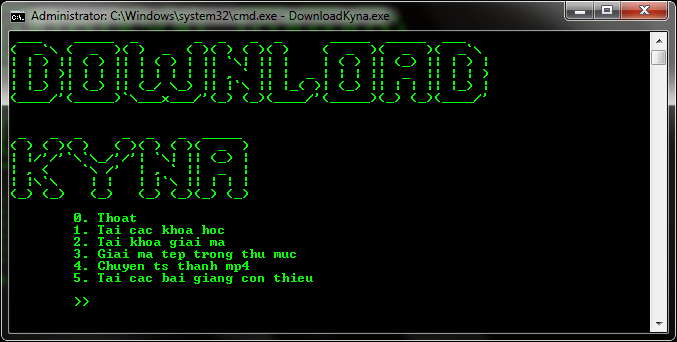 Administrator: C:\Windows\system32\cmd.exe - DownloadKyna.exe
DOWNLOAD
KYNA
0. Thoat
1. Tai cac khoa hoc
2. Tai khoa giai ma
3. Giai ma tep trong thu muc
4. Chuyen ts thanh mp4
5. Tai cac bai giang con thieu
>>